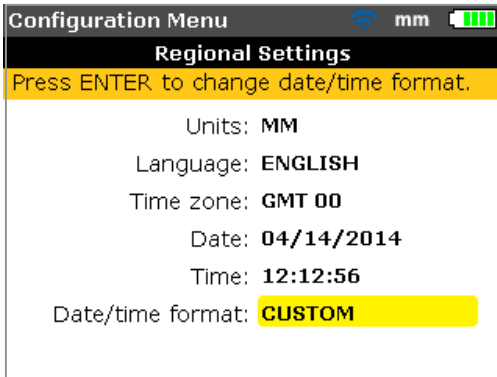 Configuration Menu mm
Regional Settings
Press ENTER to change date/time format.
Units: MM
Language: ENGLISH
Time zone: GMT 00
Date: 04/14/2014
Time: 12:12:56
Date/time format: CUSTOM